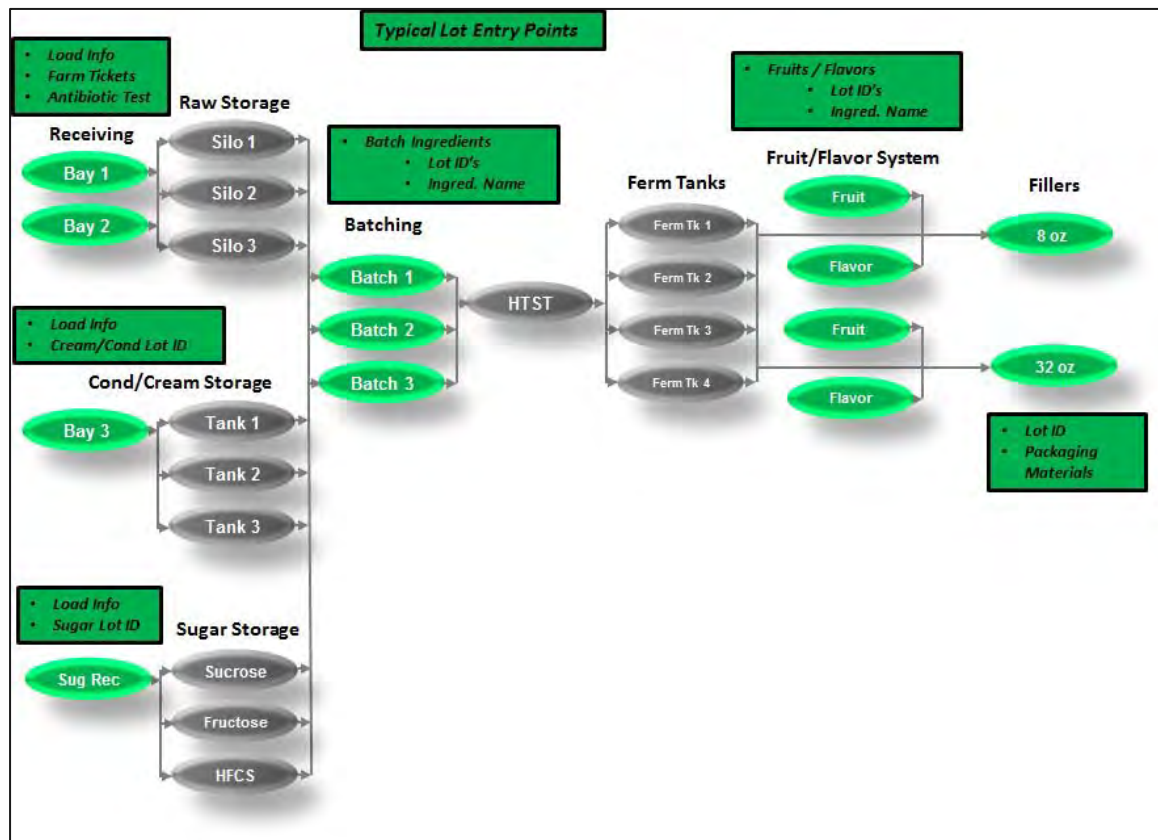 Typical Lot Entry Points
• Load Info
• Farm Tickets
• Antibiotic Test
Receiving
Bay 1
Bay 2
Raw Storage
Silo 1
Silo 2
Silo 3
• Load Info
• Cream/Cond Lot ID
Cond/Cream Storage
Bay 3
Tank 1
Tank 2
Tank 3
• Load Info
• Sugar Lot ID
Sugar Storage
Sug Rec
Sucrose
Fructose
HFCS
• Batch Ingredients
• Lot ID's
• Ingred. Name
Batching
Batch 1
Batch 2
Batch 3
HTST
Ferm Tanks
Ferm Tk 1
Ferm Tk 2
Ferm Tk 3
Ferm Tk 4
• Fruits / Flavors
• Lot ID's
• Ingred. Name
Fruit/Flavor System
Fruit
Flavor
Fruit
Flavor
Fillers
8 oz
32 oz
• Lot ID
• Packaging
Materials